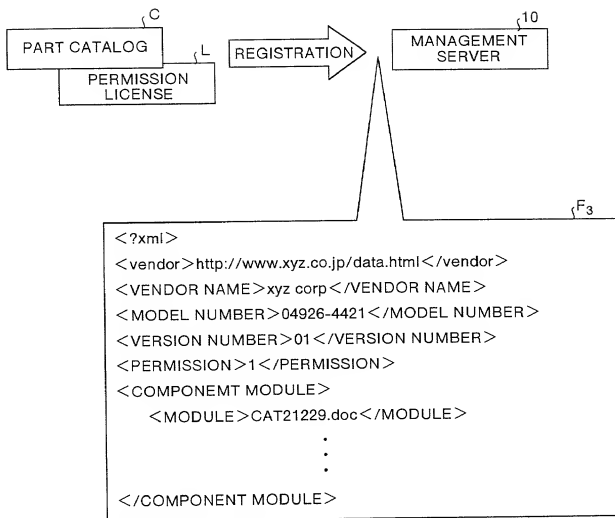 C
PART CATALOG
L
PERMISSION
LICENSE
REGISTRATION
10
MANAGEMENT
SERVER
F3
<?xml>
<vendor>http://www.xyz.co.jp/data.html</vendor>
<VENDOR NAME>xyz corp</VENDOR NAME>
<MODEL NUMBER>04926-4421</MODEL NUMBER>
<VERSION NUMBER>01</VERSION NUMBER>
<PERMISSION>1</PERMISSION>
<COMPONEMT MODULE>
<MODULE>CAT21229.doc</MODULE>
</COMPONENT MODULE>